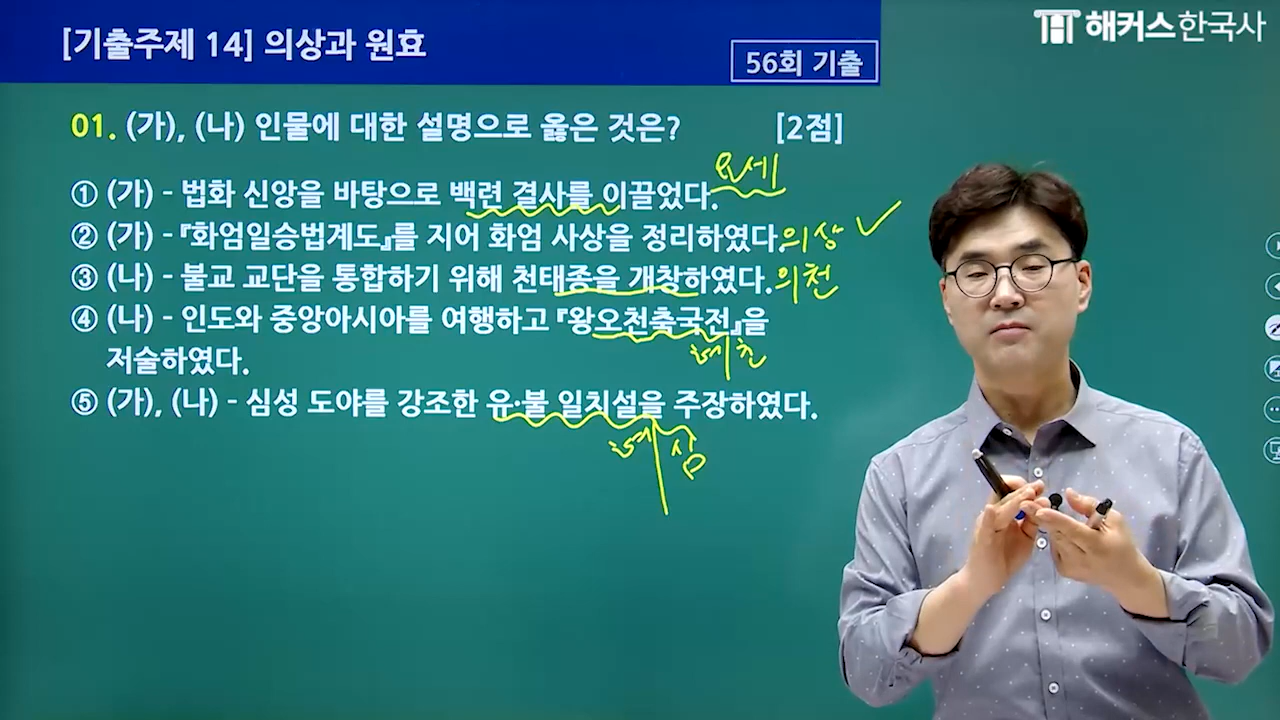 [기출주제 14] 의상과 원효
해커스한국사
56회 기출
01. (가), (나) 인물에 대한 설명으로 옳은 것은? [2점]
요세
① (가) - 법화 신앙을 바탕으로 백련 결사를 이끌었다.
② (가) - 『화엄일승법계도』를 지어 화엄 사상을 정리하였다. 의상
③ (나) - 불교 교단을 통합하기 위해 천태종을 개창하였다. 의천
④ (나) - 인도와 중앙아시아를 여행하고 『왕오천축국전』을
저술하였다.
혜초
⑤ (가), (나) - 심성 도야를 강조한 유·불 일치설을 주장하였다.
혜심